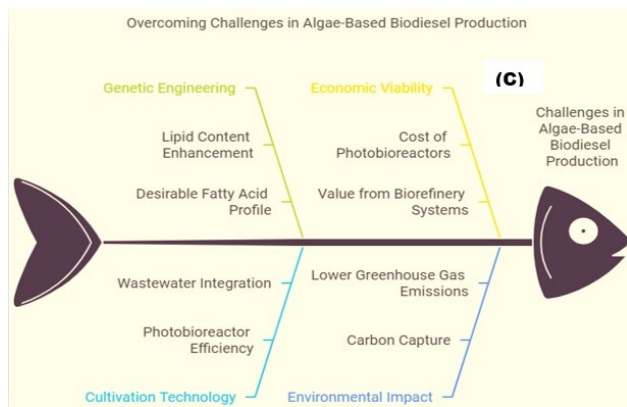 Overcoming Challenges in Algae-Based Biodiesel Production
(C)
Genetic Engineering
Economic Viability
Challenges in
Algae-Based
Biodiesel
Production
Lipid Content
Enhancement
Cost of
Photobioreactors
Desirable Fatty Acid
Profile
Value from Biorefinery
Systems
Wastewater Integration
Lower Greenhouse Gas
Emissions
Photobioreactor
Efficiency
Carbon Capture
Cultivation Technology
Environmental Impact